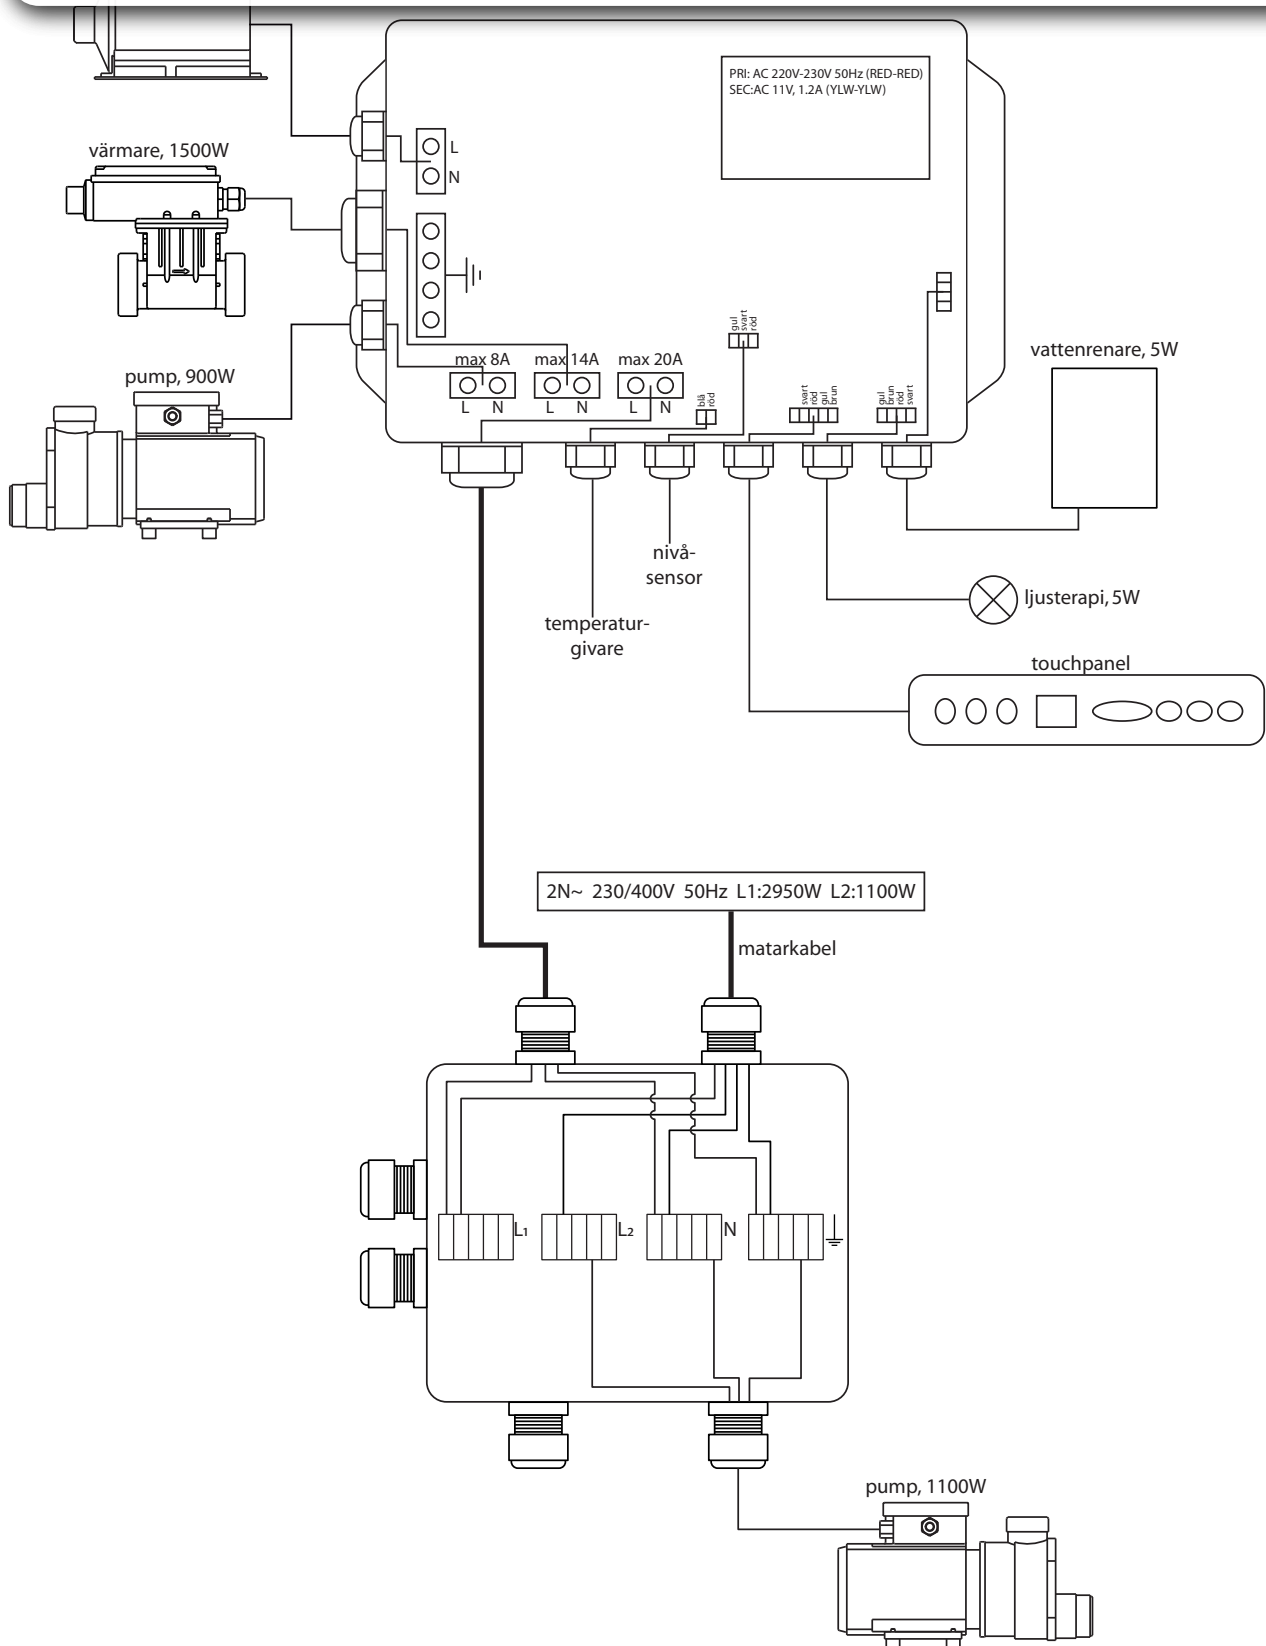 PRI: AC 220V-230V 50Hz (RED-RED)
SEC:AC 11V, 1.2A (YLW-YLW)
L
N
värmare, 1500W
gul
svart
röd
max 8A
max 14A
max 20A
L N
L N
L N
blå
röd
svart
röd
gul
brun
gul
brun
röd
svart
vattenrenare, 5W
pump, 900W
nivå-
sensor
temperatur-
givare
ljusterapi, 5W
touchpanel
2N~ 230/400V 50Hz L1:2950W L2:1100W
matarkabel
L1
L2
N
pump, 1100W